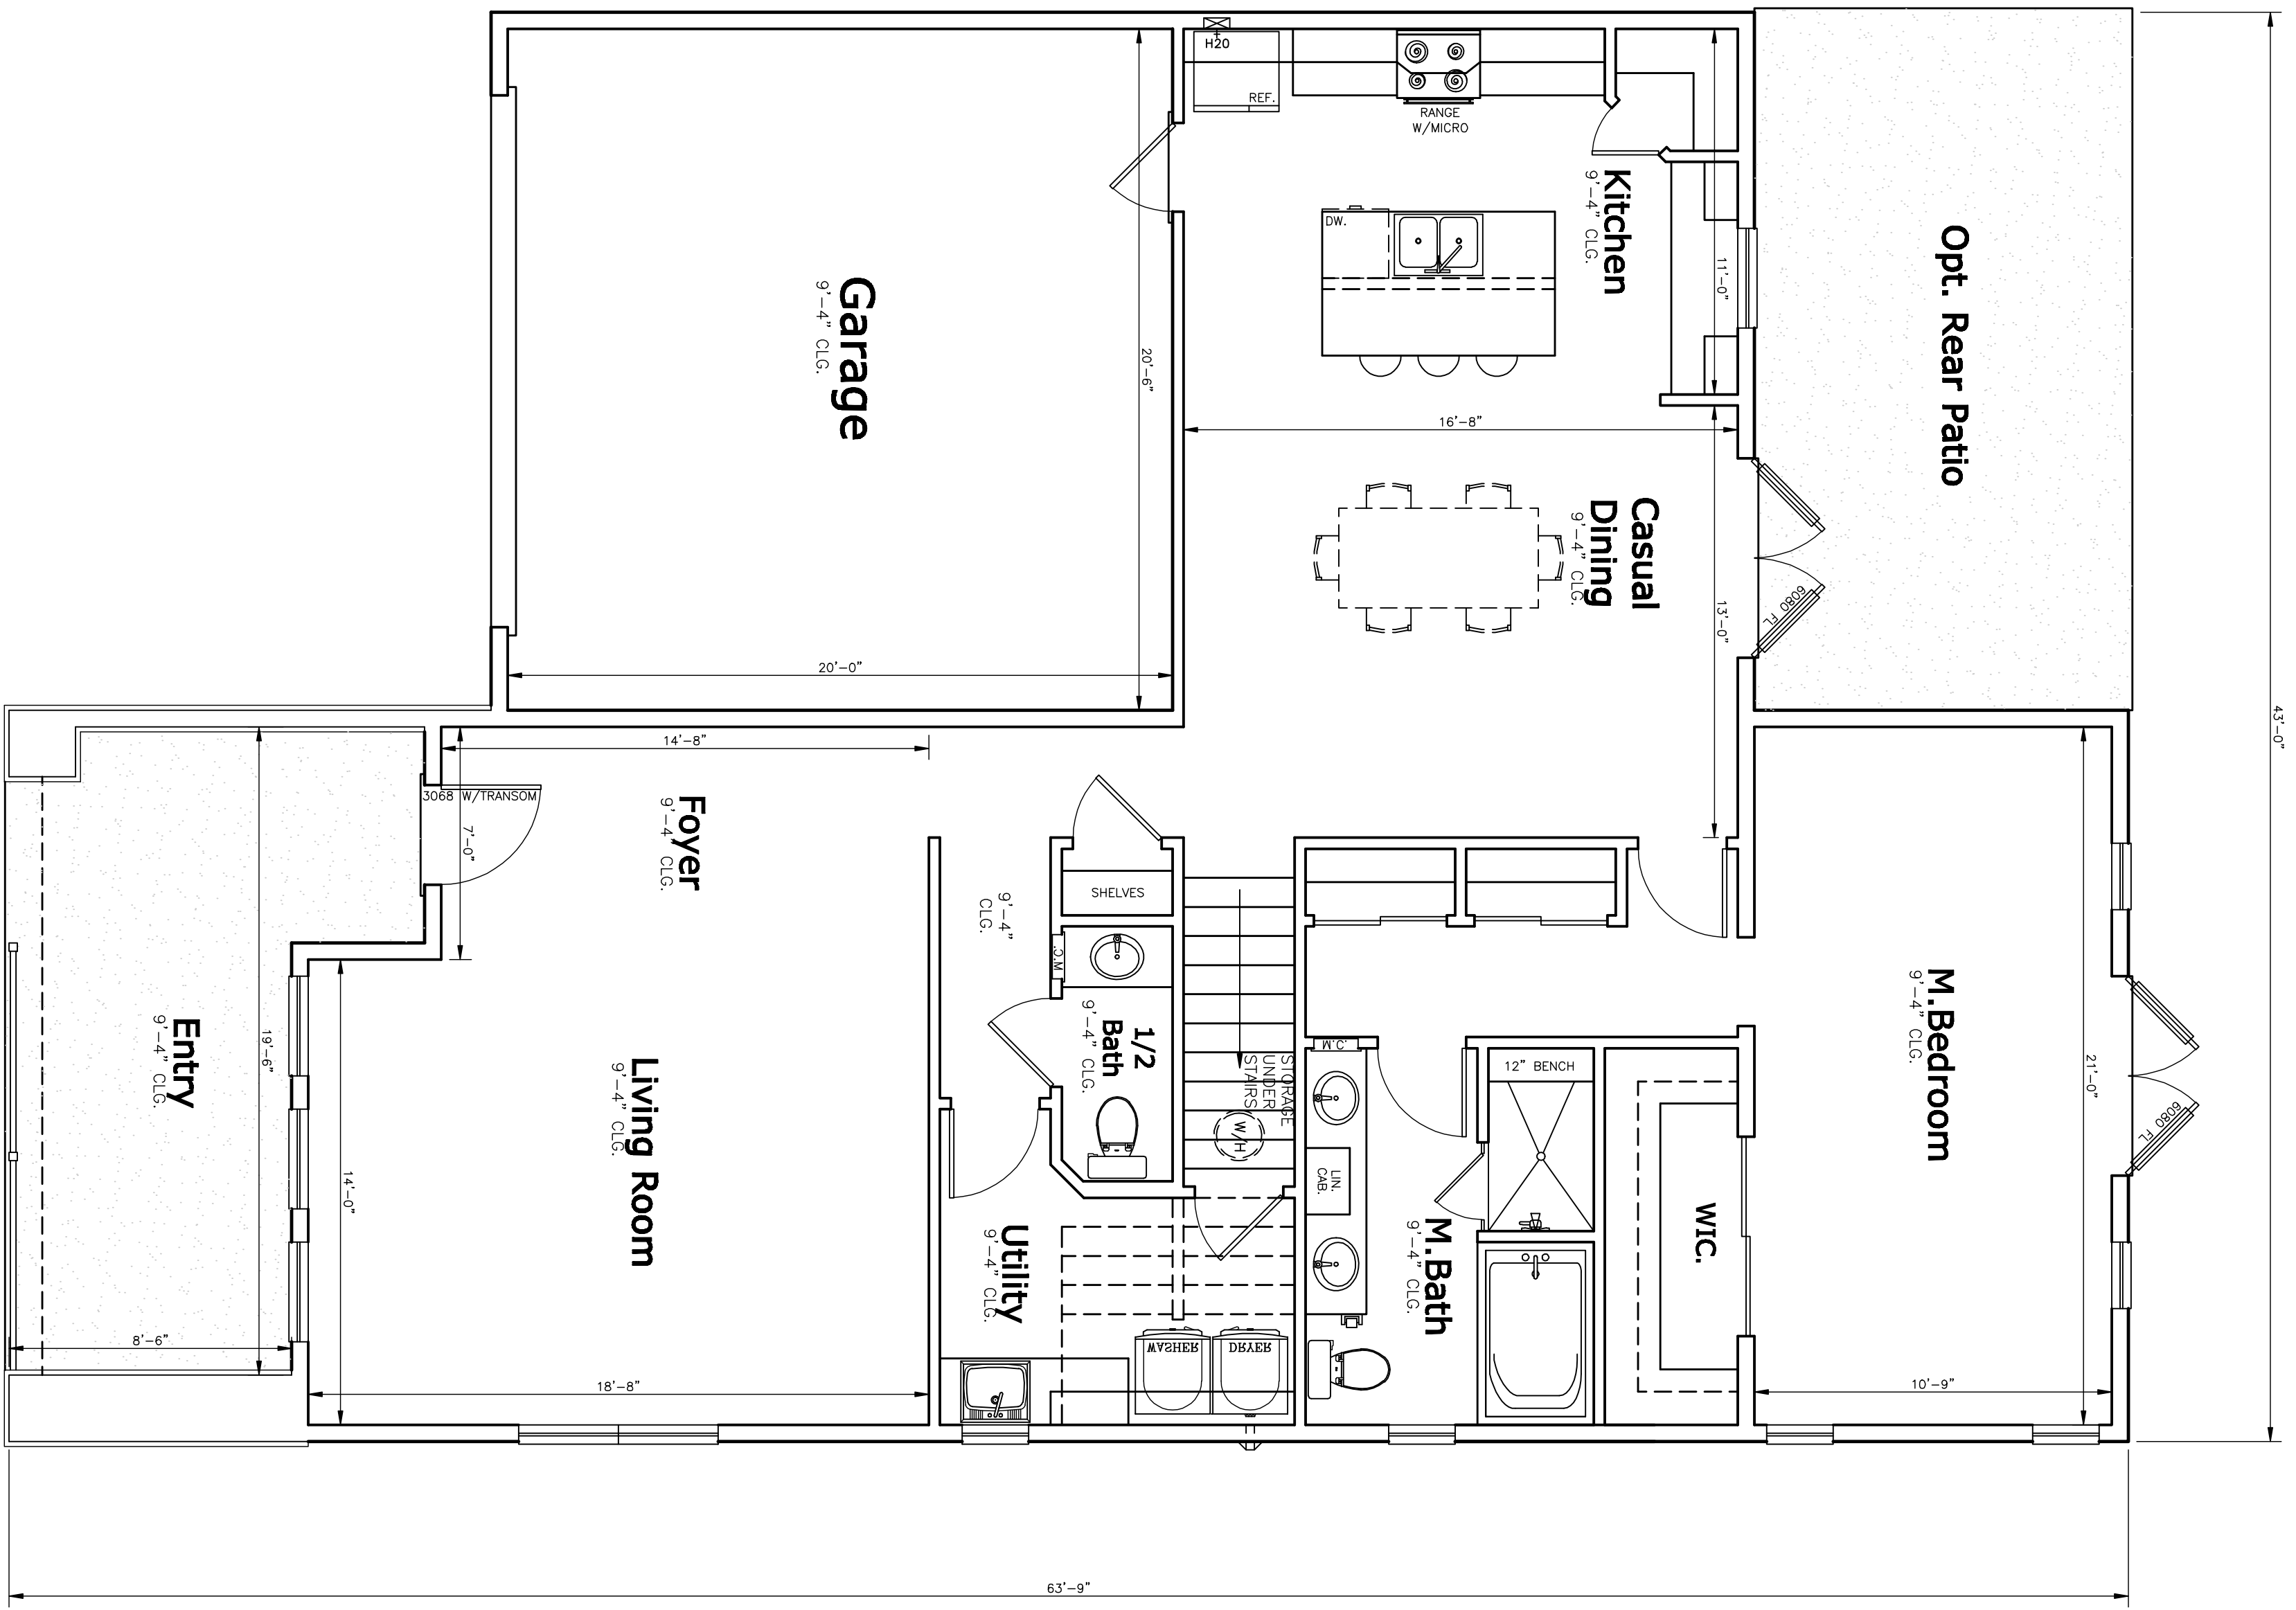 H20
REF.
RANGE
W/MICRO
DW.
Kitchen
9'-4" CLG.
11'-0"
Opt. Rear Patio
43'-0"
Garage
9'-4" CLG.
20'-6"
20'-0"
16'-8"
Casual
Dining
9'-4" CLG.
13'-0"
6080 FL
14'-8"
3068 W/TRANSOM
7'-0"
Foyer
9'-4" CLG.
9'-4"
CLG.
SHELVES
M.C.
1/2
Bath
9'-4" CLG.
STORAGE
UNDER
STAIRS
W/H
M.C.
12" BENCH
LIN.
CAB.
M.Bath
9'-4" CLG.
WIC.
M.Bedroom
9'-4" CLG.
21'-0"
6080 FL
10'-9"
Entry
9'-4" CLG.
19'-6"
8'-6"
14'-0"
Living Room
9'-4" CLG.
18'-8"
Utility
9'-4" CLG.
WASHER
DRYER
63'-9"